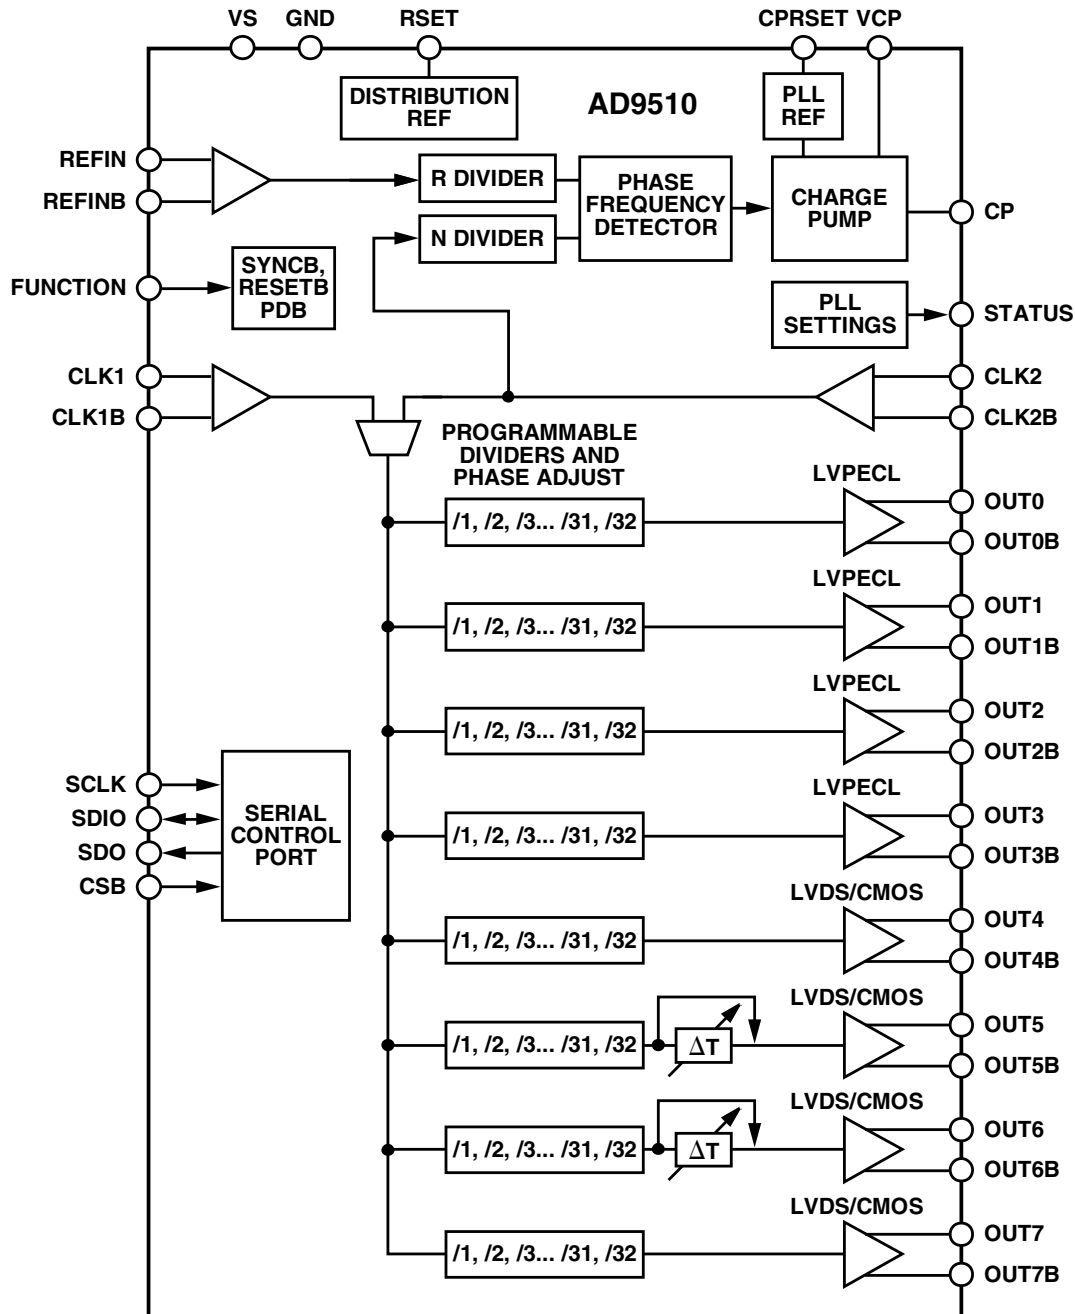 VS GND RSET CPRSET VCP
DISTRIBUTION
REF
AD9510
PLL
REF
REFIN
REFINB
R DIVIDER
N DIVIDER
PHASE
FREQUENCY
DETECTOR
CHARGE
PUMP
CP
FUNCTION
SYNCB,
RESETB
PDB
PLL
SETTINGS
STATUS
CLK1
CLK1B
CLK2
CLK2B
PROGRAMMABLE
DIVIDERS AND
PHASE ADJUST
LVPECL
/1, /2, /3... /31, /32
OUT0
OUT0B
LVPECL
/1, /2, /3... /31, /32
OUT1
OUT1B
LVPECL
/1, /2, /3... /31, /32
OUT2
OUT2B
SCLK
SDIO
SDO
CSB
SERIAL
CONTROL
PORT
LVPECL
/1, /2, /3... /31, /32
OUT3
OUT3B
LVDS/CMOS
/1, /2, /3... /31, /32
OUT4
OUT4B
LVDS/CMOS
/1, /2, /3... /31, /32
ΔT
OUT5
OUT5B
LVDS/CMOS
/1, /2, /3... /31, /32
ΔT
OUT6
OUT6B
LVDS/CMOS
/1, /2, /3... /31, /32
OUT7
OUT7B